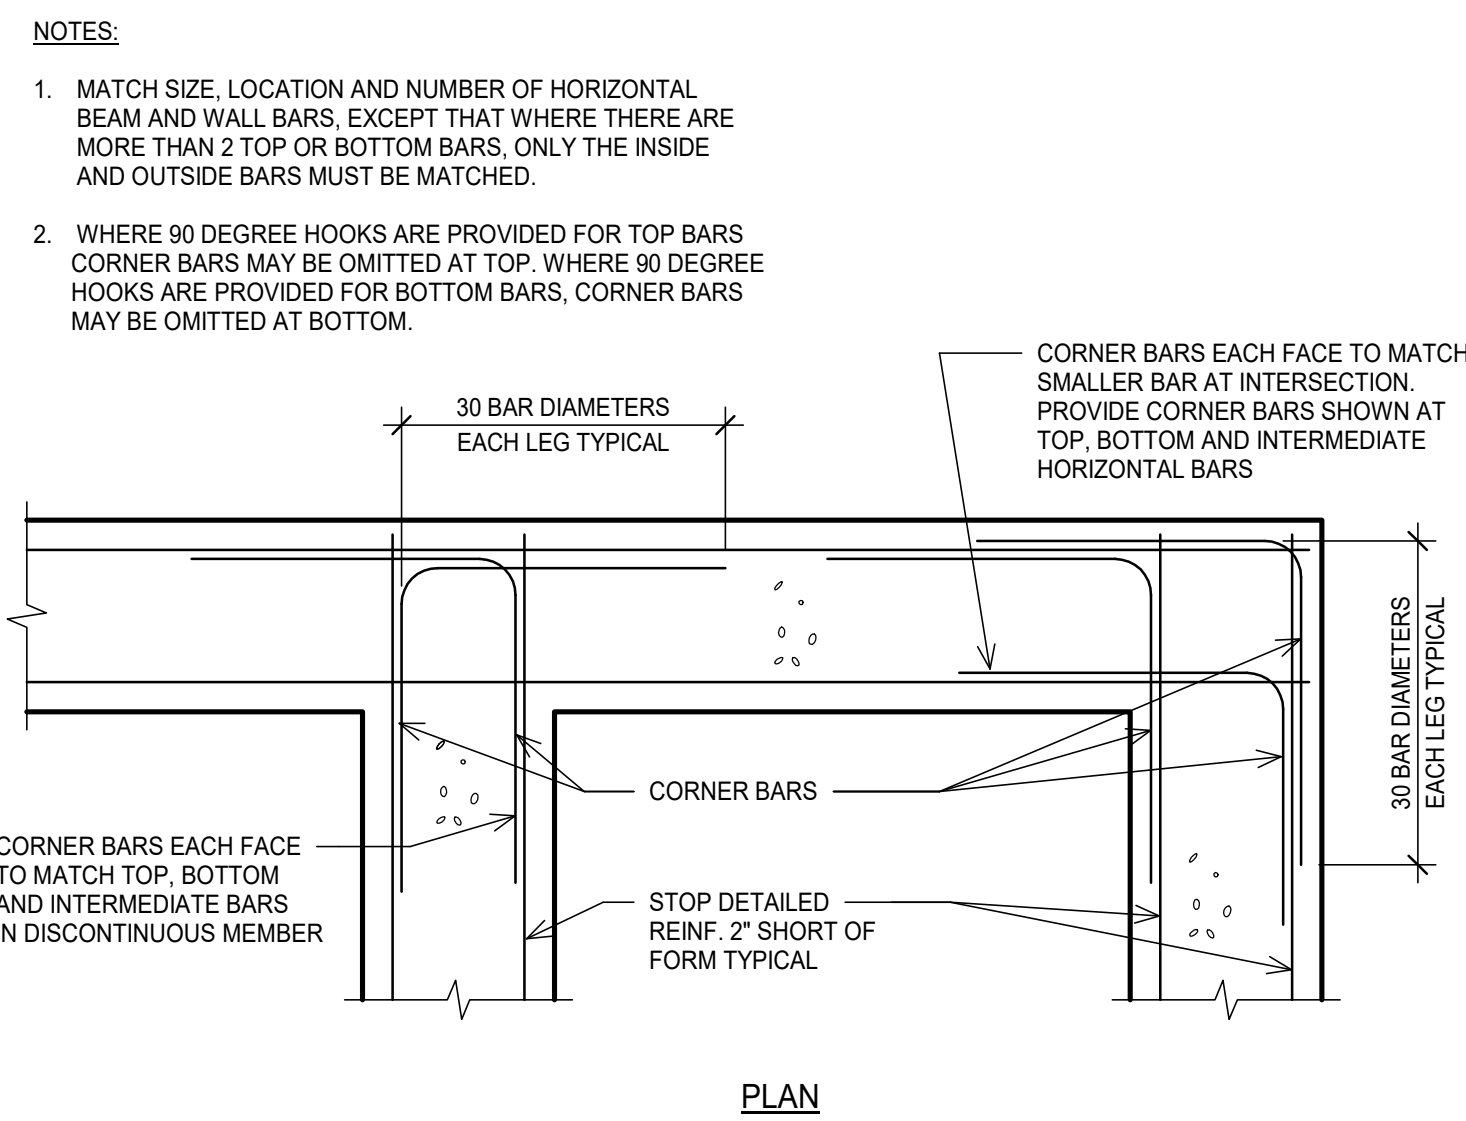 NOTES:
1. MATCH SIZE, LOCATION AND NUMBER OF HORIZONTAL
BEAM AND WALL BARS, EXCEPT THAT WHERE THERE ARE
MORE THAN 2 TOP OR BOTTOM BARS, ONLY THE INSIDE
AND OUTSIDE BARS MUST BE MATCHED.
2. WHERE 90 DEGREE HOOKS ARE PROVIDED FOR TOP BARS
CORNER BARS MAY BE OMITTED AT TOP. WHERE 90 DEGREE
HOOKS ARE PROVIDED FOR BOTTOM BARS, CORNER BARS
MAY BE OMITTED AT BOTTOM.
CORNER BARS EACH FACE TO MATCH
SMALLER BAR AT INTERSECTION.
PROVIDE CORNER BARS SHOWN AT
TOP, BOTTOM AND INTERMEDIATE
HORIZONTAL BARS
30 BAR DIAMETERS
EACH LEG TYPICAL
30 BAR DIAMETERS
EACH LEG TYPICAL
CORNER BARS
CORNER BARS EACH FACE
TO MATCH TOP, BOTTOM
AND INTERMEDIATE BARS
N DISCONTINUOUS MEMBER
STOP DETAILED
REINF. 2" SHORT OF
FORM TYPICAL
PLAN